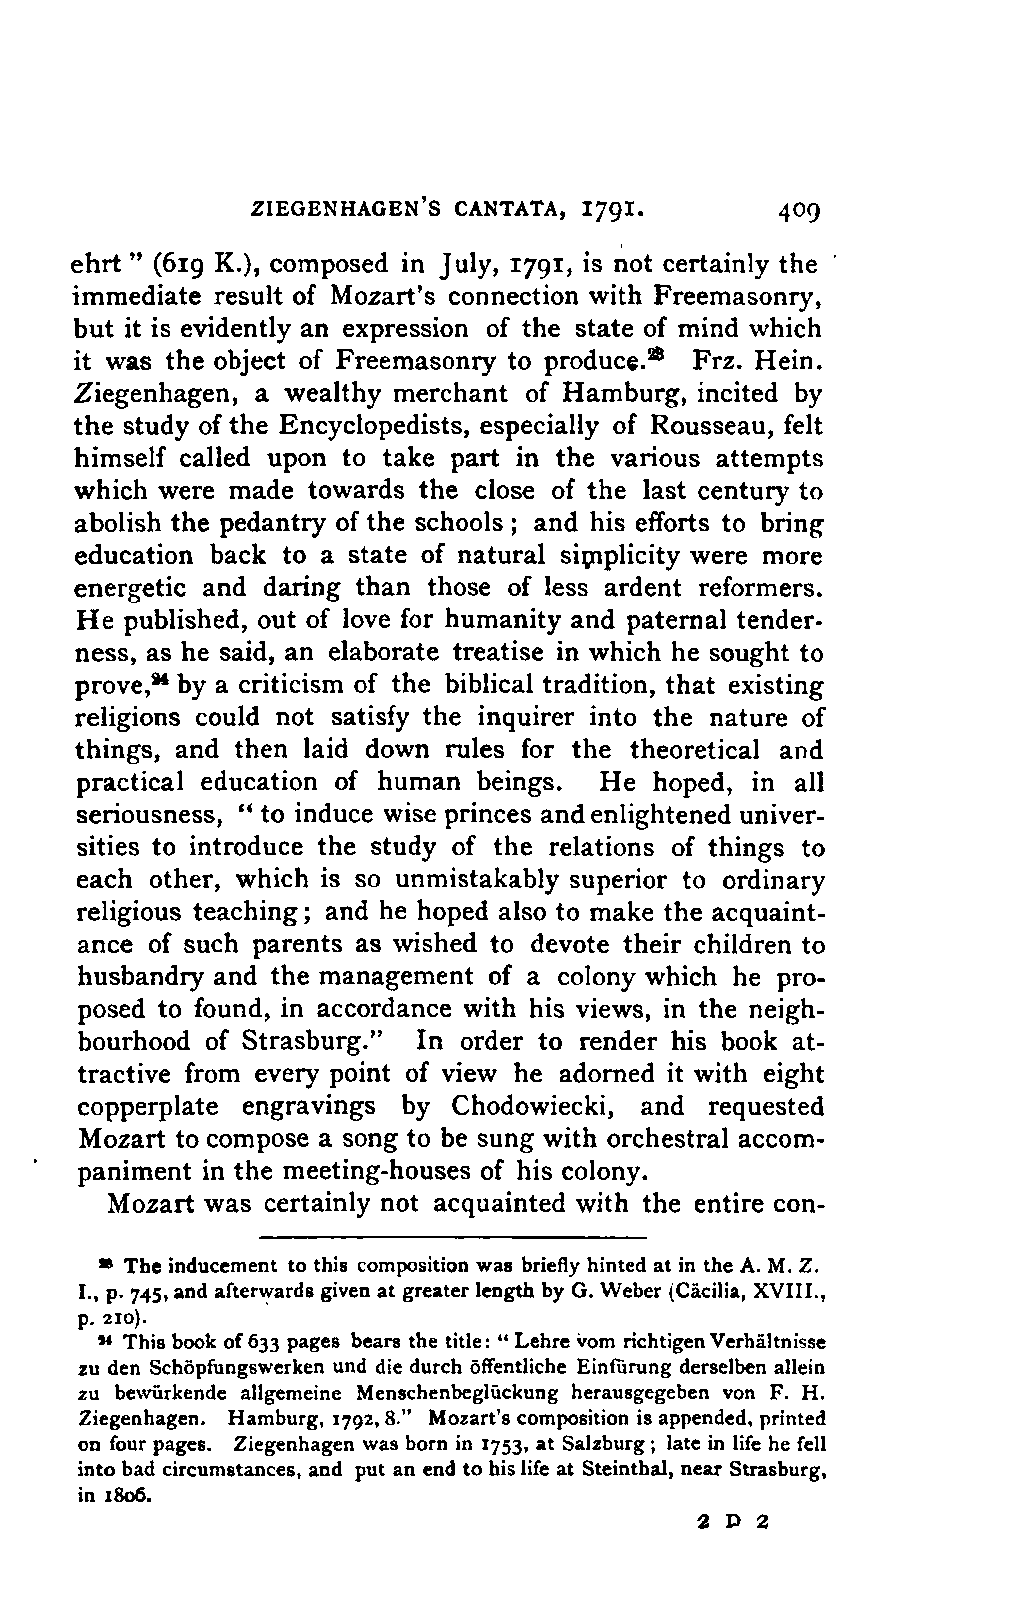 ZIEGENHAGEN'S CANTATA, 1791. 409
ehrt" (619 K.), composed in July, 1791, is not certainly the
immediate result of Mozart's connection with Freemasonry,
but it is evidently an expression of the state of mind which
it was the object of Freemasonry to produce.²³ Frz. Hein.
Ziegenhagen, a wealthy merchant of Hamburg, incited by
the study of the Encyclopedists, especially of Rousseau, felt
himself called upon to take part in the various attempts
which were made towards the close of the last century to
abolish the pedantry of the schools; and his efforts to bring
education back to a state of natural simplicity were more
energetic and daring than those of less ardent reformers.
He published, out of love for humanity and paternal tender-
ness, as he said, an elaborate treatise in which he sought to
prove,²⁴ by a criticism of the biblical tradition, that existing
religions could not satisfy the inquirer into the nature of
things, and then laid down rules for the theoretical and
practical education of human beings. He hoped, in all
seriousness, "to induce wise princes and enlightened univer-
sities to introduce the study of the relations of things to
each other, which is so unmistakably superior to ordinary
religious teaching; and he hoped also to make the acquaint-
ance of such parents as wished to devote their children to
husbandry and the management of a colony which he pro-
posed to found, in accordance with his views, in the neigh-
bourhood of Strasburg." In order to render his book at-
tractive from every point of view he adorned it with eight
copperplate engravings by Chodowiecki, and requested
Mozart to compose a song to be sung with orchestral accom-
paniment in the meeting-houses of his colony.
Mozart was certainly not acquainted with the entire con-
²³ The inducement to this composition was briefly hinted at in the A. M. Z.
I., p. 745, and afterwards given at greater length by G. Weber (Cäcilia, XVIII.,
p. 210).
²⁴ This book of 633 pages bears the title: "Lehre vom richtigen Verhältnisse
zu den Schöpfungswerken und die durch öffentliche Einfürung derselben allein
zu bewürkende allgemeine Menschenbeglückung herausgegeben von F. H.
Ziegenhagen. Hamburg, 1792, 8." Mozart's composition is appended, printed
on four pages. Ziegenhagen was born in 1753, at Salzburg; late in life he fell
into bad circumstances, and put an end to his life at Steinthal, near Strasburg,
in 1806.
2 D 2